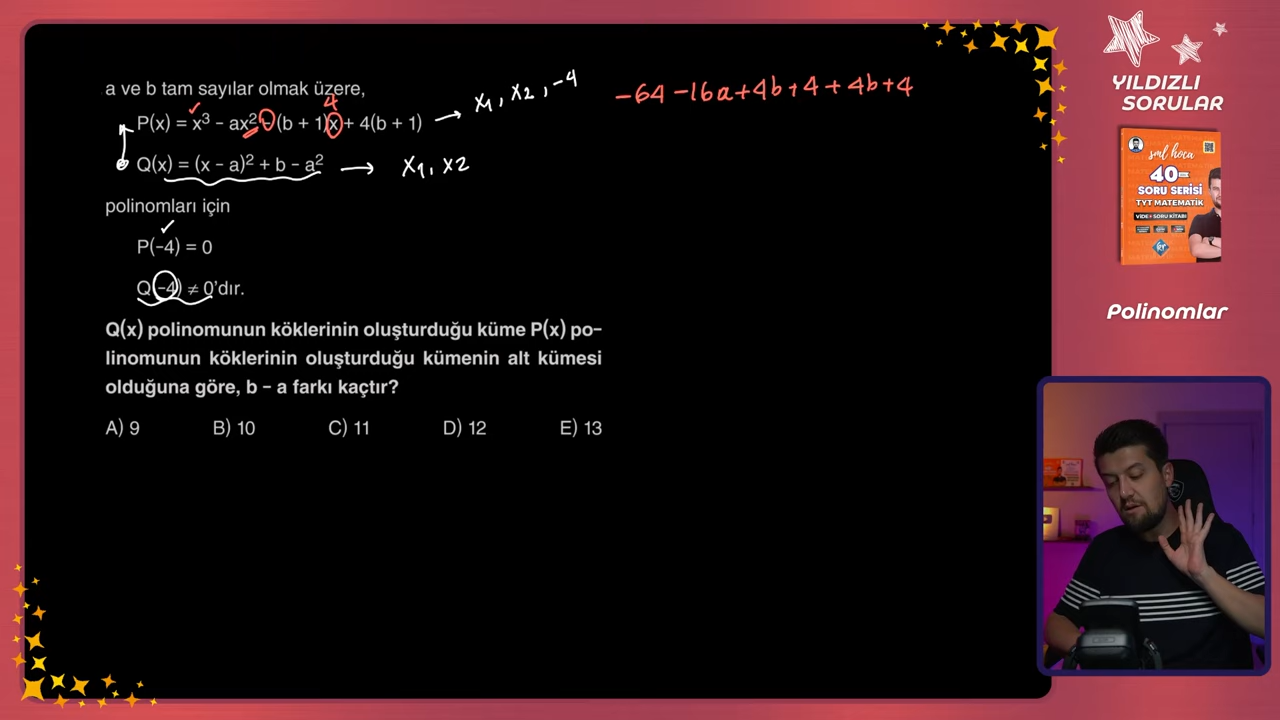 a ve b tam sayılar olmak üzere,
P(x) = x³ - ax² - (b + 1)x + 4(b + 1)
4
→ x₁, x₂, -4
-64 -16a+4b+4+4b+4
Q(x) = (x - a)² + b - a²
→ x₁, x₂
polinomları için
P(-4) = 0
Q(-4) ≠ 0'dır.
Q(x) polinomunun köklerinin oluşturduğu küme P(x) po-
linomunun köklerinin oluşturduğu kümenin alt kümesi
olduğuna göre, b - a farkı kaçtır?
A) 9 B) 10 C) 11 D) 12 E) 13
YILDIZLI
SORULAR
sml hoca
40
SORU SERİSİ
TYT MATEMATİK
Polinomlar